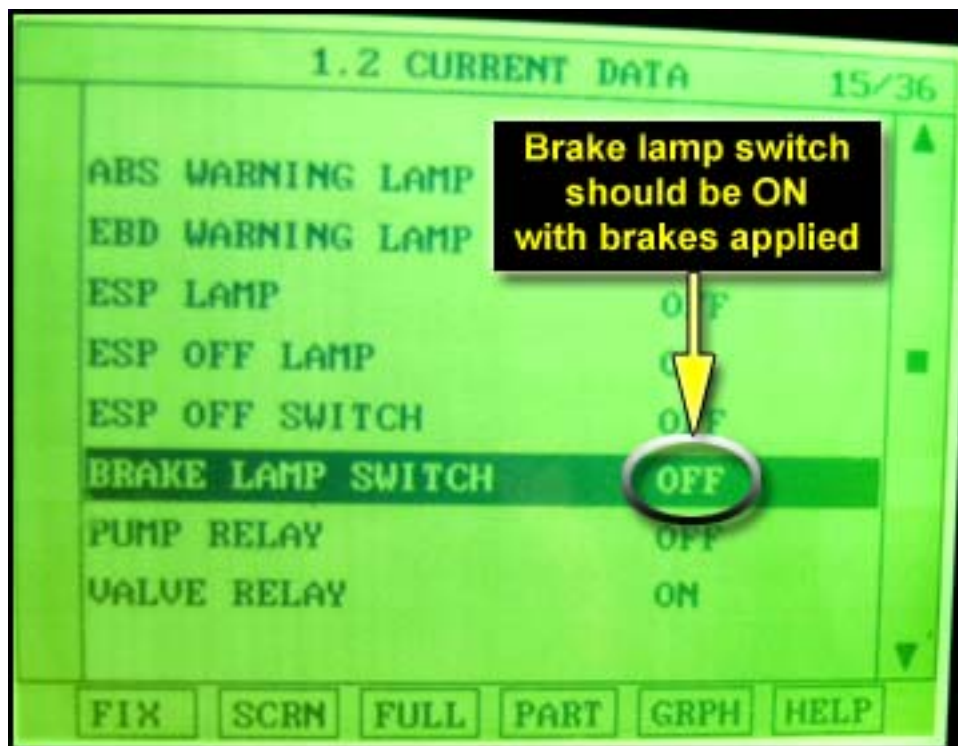 1.2 CURRENT DATA 15/36
Brake lamp switch
should be ON
with brakes applied
ABS WARNING LAMP
EBD WARNING LAMP
ESP LAMP OFF
ESP OFF LAMP
ESP OFF SWITCH OFF
BRAKE LAMP SWITCH OFF
PUMP RELAY OFF
VALVE RELAY ON
FIX SCRN FULL PART GRPH HELP